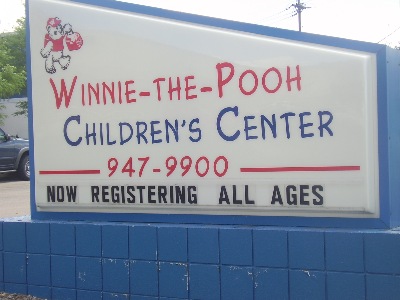 WINNIE-THE-POOH
CHILDREN'S CENTER
947-9900
NOW REGISTERING ALL AGES